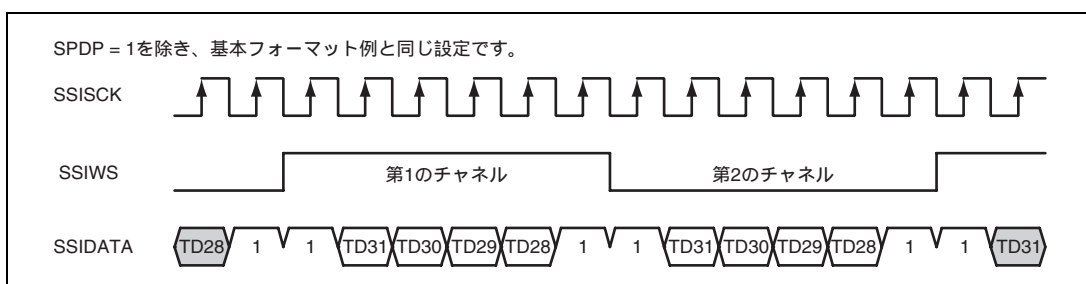 SPDP = 1を除き、基本フォーマット例と同じ設定です。
SSISCK
SSIWS 第1のチャネル 第2のチャネル
SSIDATA TD28 1 1 TD31 TD30 TD29 TD28 1 1 TD31 TD30 TD29 TD28 1 1 TD31